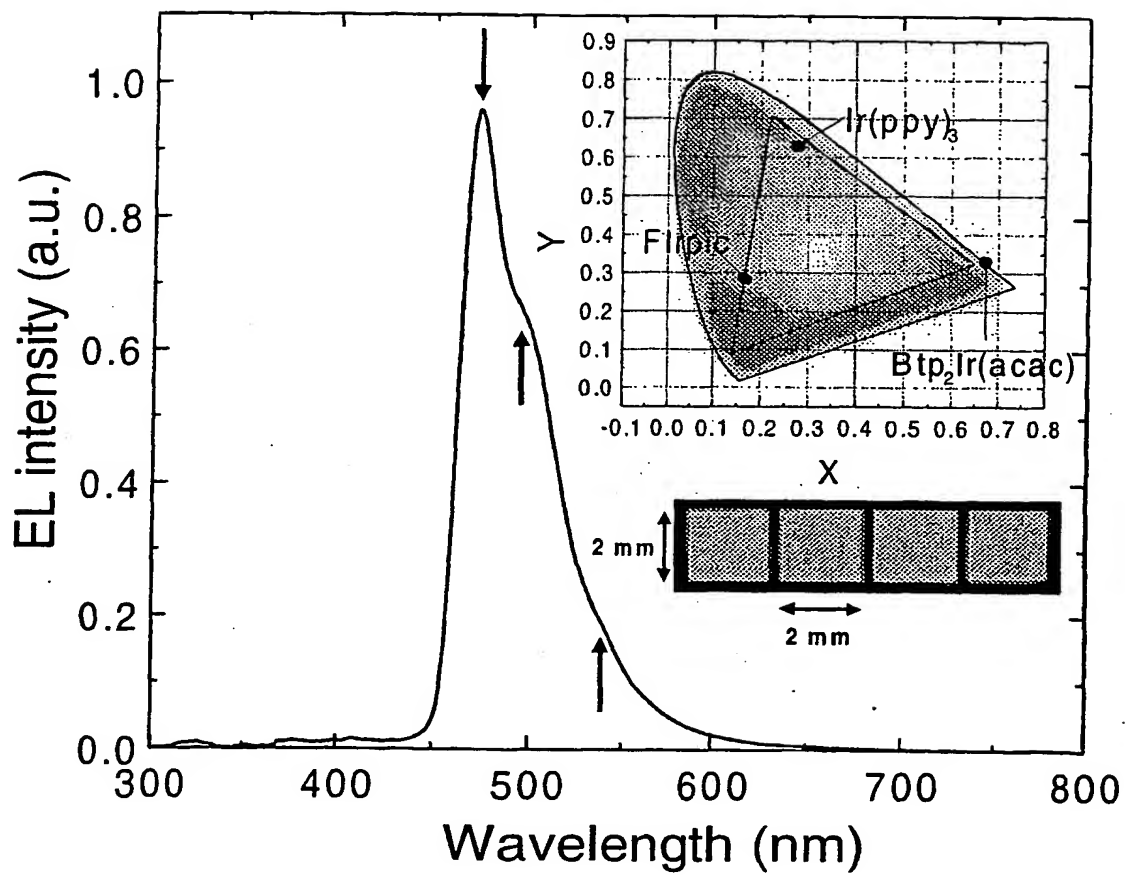 EL intensity (a.u.)
1.0
0.8
0.6
0.4
0.2
0.0
300 400 500 600 700 800
Wavelength (nm)
Y
0.9
0.8
0.7
0.6
0.5
0.4
0.3
0.2
0.1
0.0
-0.1 0.0 0.1 0.2 0.3 0.4 0.5 0.6 0.7 0.8
X
Ir(ppy)₃
FIrpic
Btp₂Ir(acac)
2 mm
2 mm